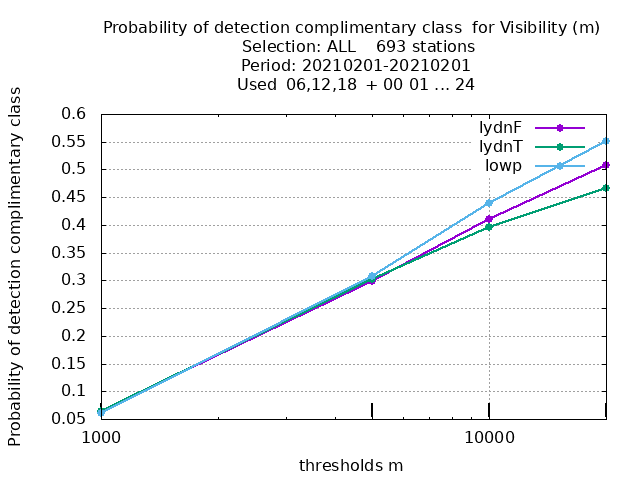 Probability of detection complimentary class  for Visibility (m)
Selection: ALL    693 stations
Period: 20210201-20210201
Used  06,12,18  + 00 01 ... 24
Probability of detection complimentary class
0.6
0.55
0.5
0.45
0.4
0.35
0.3
0.25
0.2
0.15
0.1
0.05
lydnF
lydnT
lowp
1000
10000
thresholds m